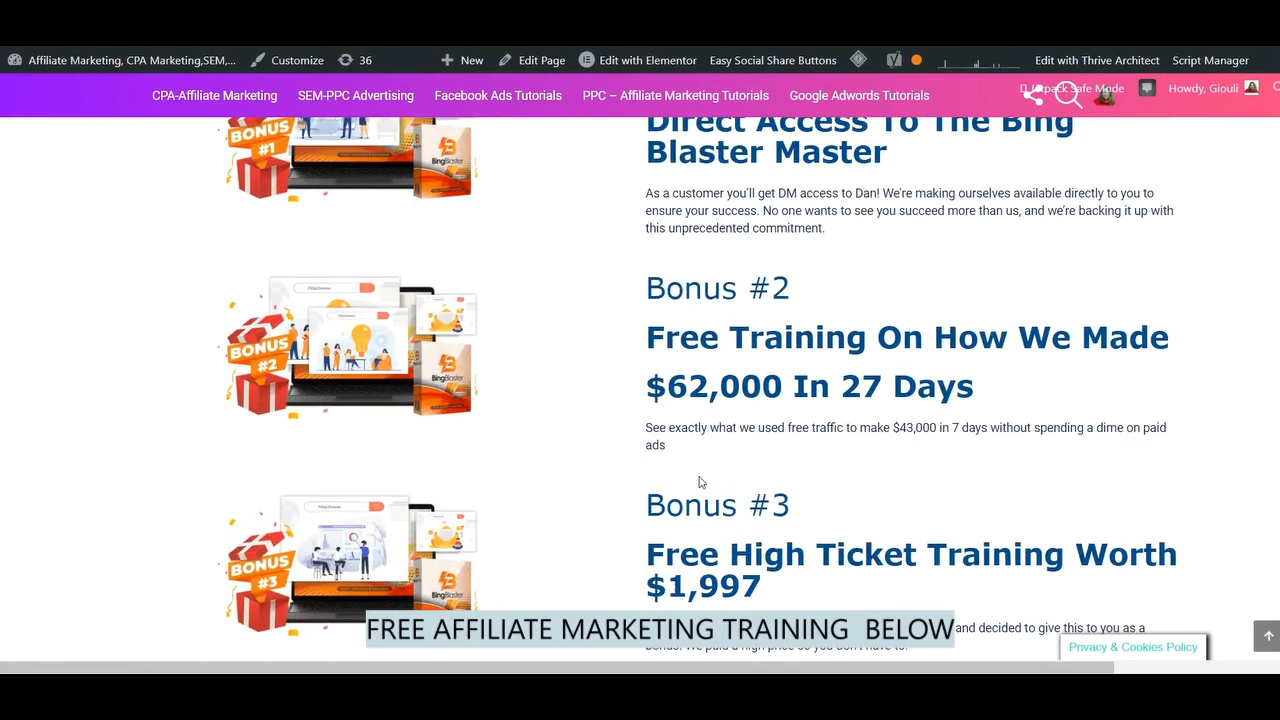 Affiliate Marketing, CPA Marketing,SEM,... Customize 36 New Edit Page Edit with Elementor Easy Social Share Buttons Edit with Thrive Architect Script Manager
CPA-Affiliate Marketing SEM-PPC Advertising Facebook Ads Tutorials PPC – Affiliate Marketing Tutorials Google Adwords Tutorials Safe Mode Howdy, Giouli
BONUS
#1
BingBlaster
Direct Access To The Bing
Blaster Master
As a customer you'll get DM access to Dan! We're making ourselves available directly to you to
ensure your success. No one wants to see you succeed more than us, and we're backing it up with
this unprecedented commitment.
BONUS
#2
BingBlaster
Bonus #2
Free Training On How We Made
$62,000 In 27 Days
See exactly what we used free traffic to make $43,000 in 7 days without spending a dime on paid
ads
BONUS
#3
BingBlaster
Bonus #3
Free High Ticket Training Worth
$1,997
FREE AFFILIATE MARKETING TRAINING BELOW
and decided to give this to you as a
Privacy & Cookies Policy